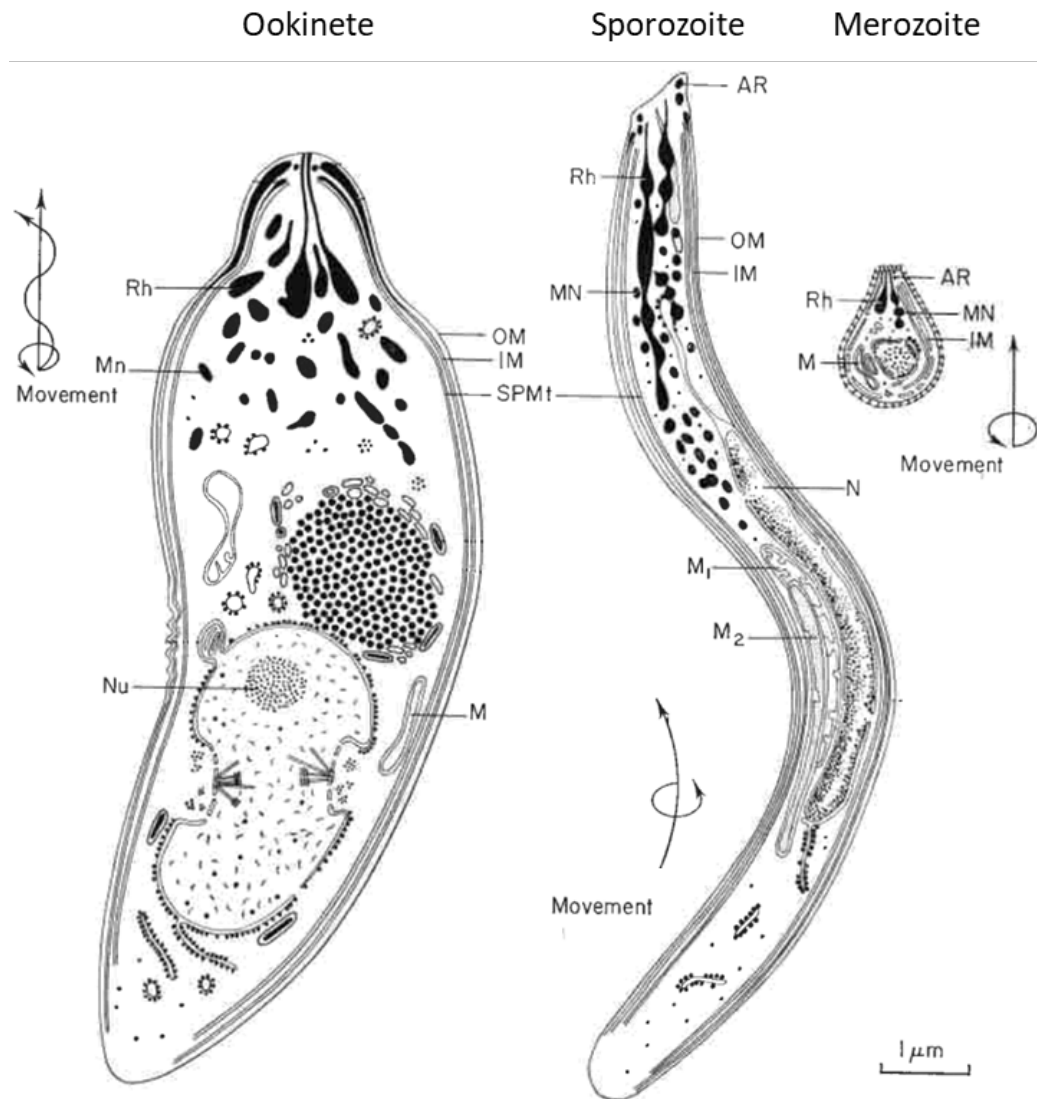 Ookinete
Sporozoite
Merozoite
Rh
Mn
OM
IM
SPMt
Nu
M
Movement
AR
Rh
OM
IM
MN
N
M₁
M₂
Movement
AR
Rh
MN
IM
M
Movement
1 μm